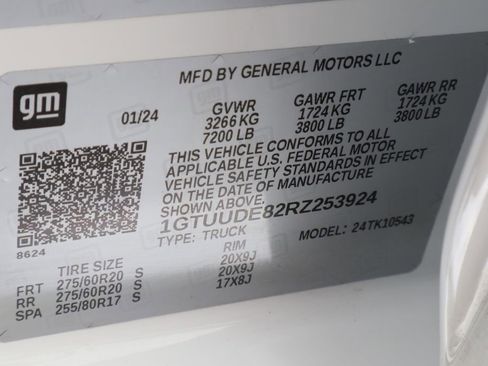 MFD BY GENERAL MOTORS LLC
gm
01/24 GVWR GAWR FRT GAWR RR
3266 KG 1724 KG 1724 KG
7200 LB 3800 LB 3800 LB
THIS VEHICLE CONFORMS TO ALL
APPLICABLE U.S. FEDERAL MOTOR
VEHICLE SAFETY STANDARDS IN EFFECT
ON THE DATE OF MANUFACTURE
SHOWN ABOVE.
1GTUUDE82RZ253924
8624
TYPE: TRUCK MODEL: 24TK10543
TIRE SIZE RIM
FRT 275/60R20 S 20X9J
RR 275/60R20 S 20X9J
SPA 255/80R17 S 17X8J